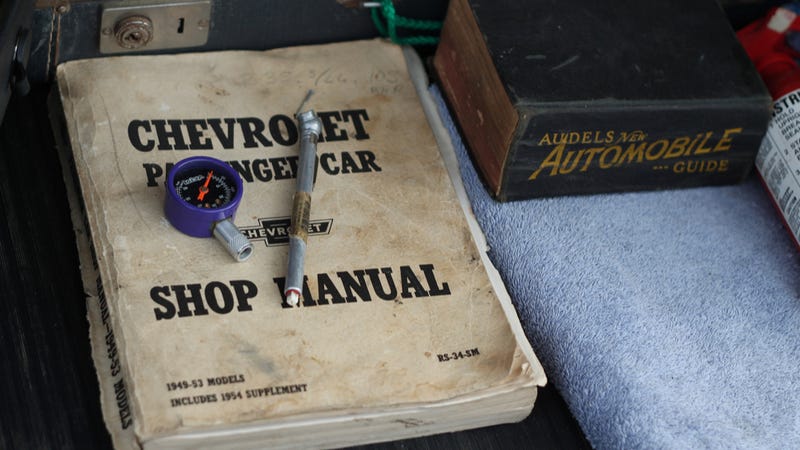 CHEVROLET
PASSENGER CAR
CHEVROLET
SHOP MANUAL
RS-34-SM
1949-53 MODELS
INCLUDES 1954 SUPPLEMENT
AUDELS New
AUTOMOBILE
GUIDE